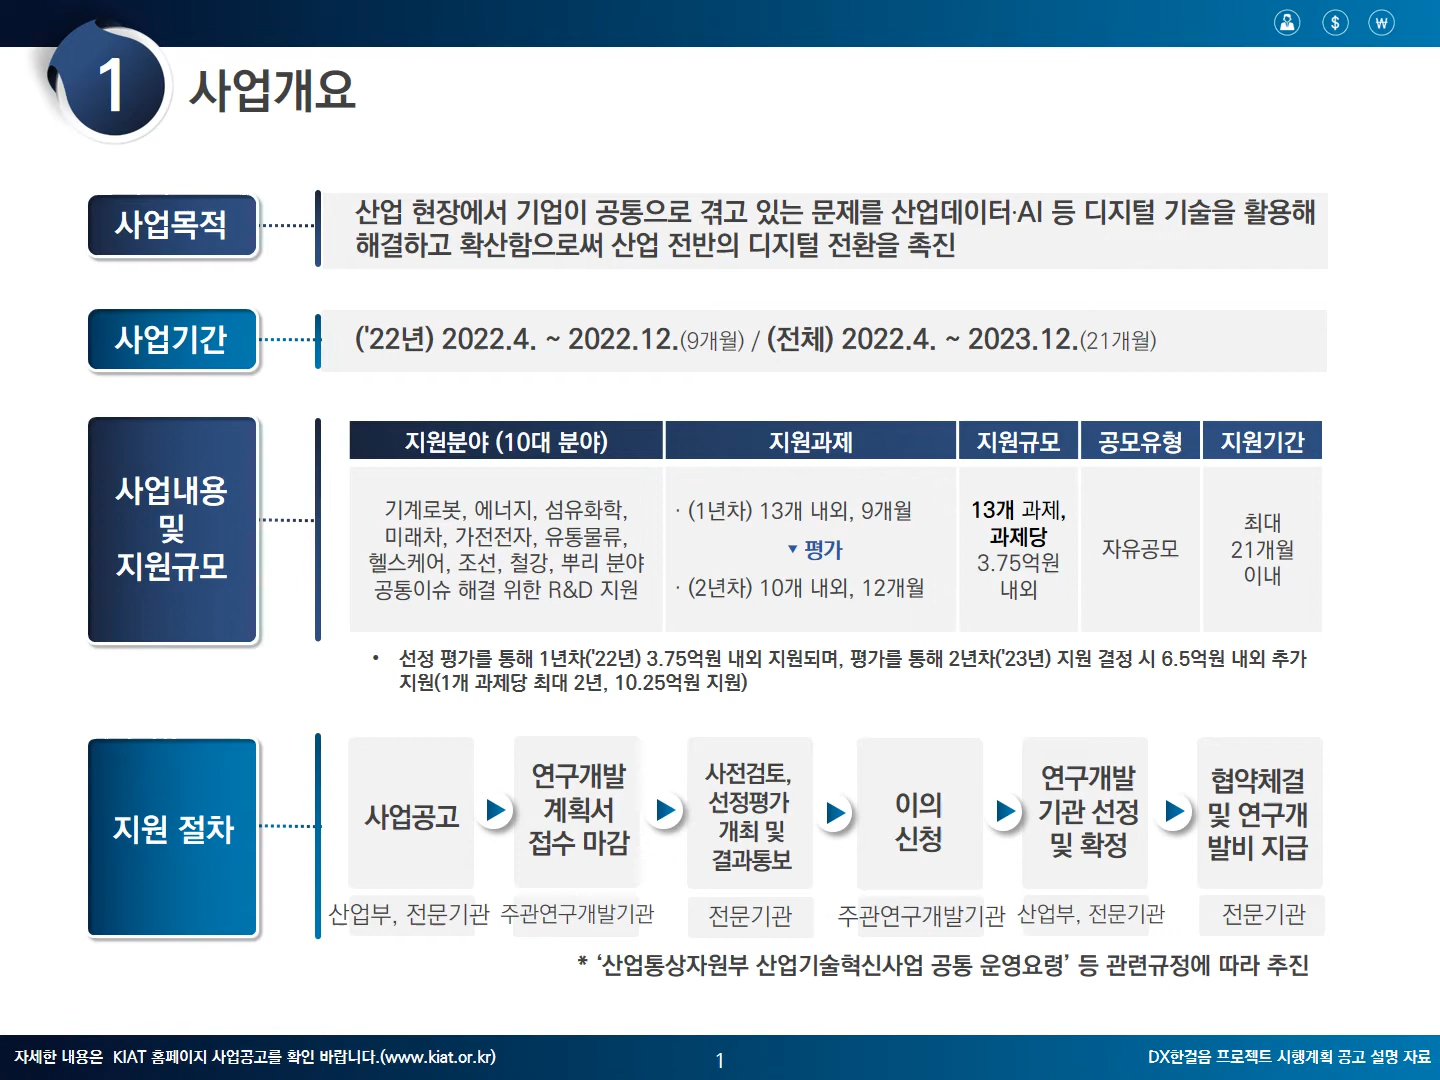 1
사업개요
사업목적
산업 현장에서 기업이 공통으로 겪고 있는 문제를 산업데이터·AI 등 디지털 기술을 활용해
해결하고 확산함으로써 산업 전반의 디지털 전환을 촉진
사업기간
('22년) 2022.4. ~ 2022.12.(9개월) / (전체) 2022.4. ~ 2023.12.(21개월)
사업내용
및
지원규모
지원분야 (10대 분야)
지원과제
지원규모
공모유형
지원기간
기계로봇, 에너지, 섬유화학,
미래차, 가전전자, 유통물류,
헬스케어, 조선, 철강, 뿌리 분야
공통이슈 해결 위한 R&D 지원
· (1년차) 13개 내외, 9개월
▼ 평가
· (2년차) 10개 내외, 12개월
13개 과제,
과제당
3.75억원
내외
자유공모
최대
21개월
이내
• 선정 평가를 통해 1년차('22년) 3.75억원 내외 지원되며, 평가를 통해 2년차('23년) 지원 결정 시 6.5억원 내외 추가
지원(1개 과제당 최대 2년, 10.25억원 지원)
지원 절차
사업공고
산업부, 전문기관
연구개발
계획서
접수 마감
주관연구개발기관
사전검토,
선정평가
개최 및
결과통보
전문기관
이의
신청
주관연구개발기관
연구개발
기관 선정
및 확정
산업부, 전문기관
협약체결
및 연구개
발비 지급
전문기관
* ‘산업통상자원부 산업기술혁신사업 공통 운영요령’ 등 관련규정에 따라 추진
자세한 내용은 KIAT 홈페이지 사업공고를 확인 바랍니다.(www.kiat.or.kr)
1
DX한걸음 프로젝트 시행계획 공고 설명 자료